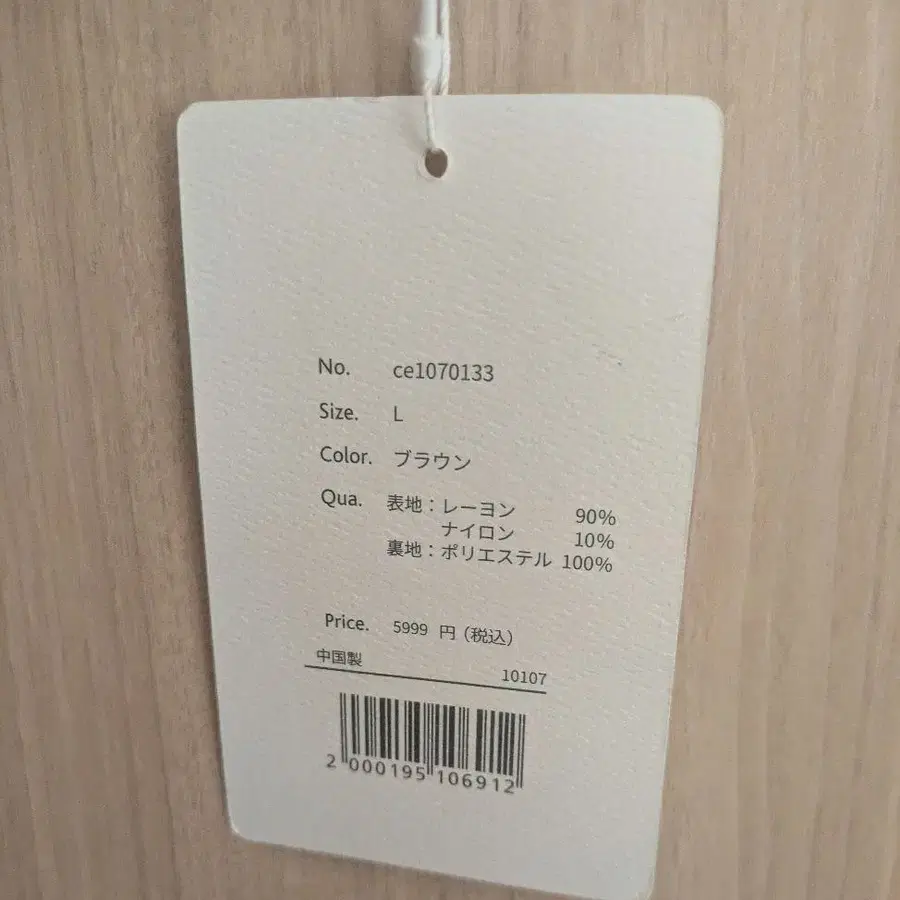 No. ce1070133
Size. L
Color. ブラウン
Qua. 表地：レーヨン 90%
ナイロン 10%
裏地：ポリエステル 100%
Price. 5999 円（税込）
中国製 10107
2 000195 106912